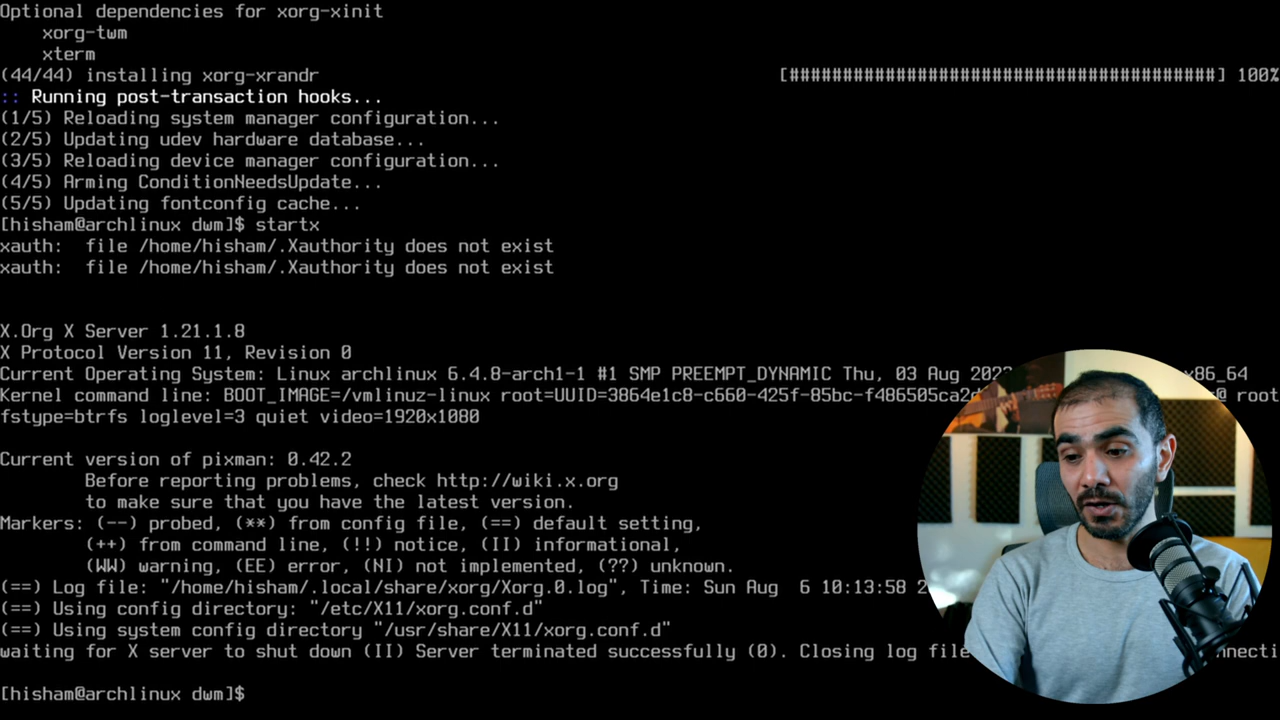 Optional dependencies for xorg-xinit
xorg-twm
xterm
(44/44) installing xorg-xrandr [########################################] 100%
:: Running post-transaction hooks...
(1/5) Reloading system manager configuration...
(2/5) Updating udev hardware database...
(3/5) Reloading device manager configuration...
(4/5) Arming ConditionNeedsUpdate...
(5/5) Updating fontconfig cache...
[hisham@archlinux dwm]$ startx
xauth:  file /home/hisham/.Xauthority does not exist
xauth:  file /home/hisham/.Xauthority does not exist
X.Org X Server 1.21.1.8
X Protocol Version 11, Revision 0
Current Operating System: Linux archlinux 6.4.8-arch1-1 #1 SMP PREEMPT_DYNAMIC Thu, 03 Aug x86_64
Kernel command line: BOOT_IMAGE=/vmlinuz-linux root=UUID=3864e1c8-c660-425f-85bc-f486505ca2 root
fstype=btrfs loglevel=3 quiet video=1920x1080
Current version of pixman: 0.42.2
Before reporting problems, check http://wiki.x.org
to make sure that you have the latest version.
Markers: (--) probed, (**) from config file, (==) default setting,
(++) from command line, (!!) notice, (II) informational,
(WW) warning, (EE) error, (NI) not implemented, (??) unknown.
(==) Log file: "/home/hisham/.local/share/xorg/Xorg.0.log", Time: Sun Aug  6 10:13:58
(==) Using config directory: "/etc/X11/xorg.conf.d"
(==) Using system config directory "/usr/share/X11/xorg.conf.d"
waiting for X server to shut down (II) Server terminated successfully (0). Closing log file
[hisham@archlinux dwm]$